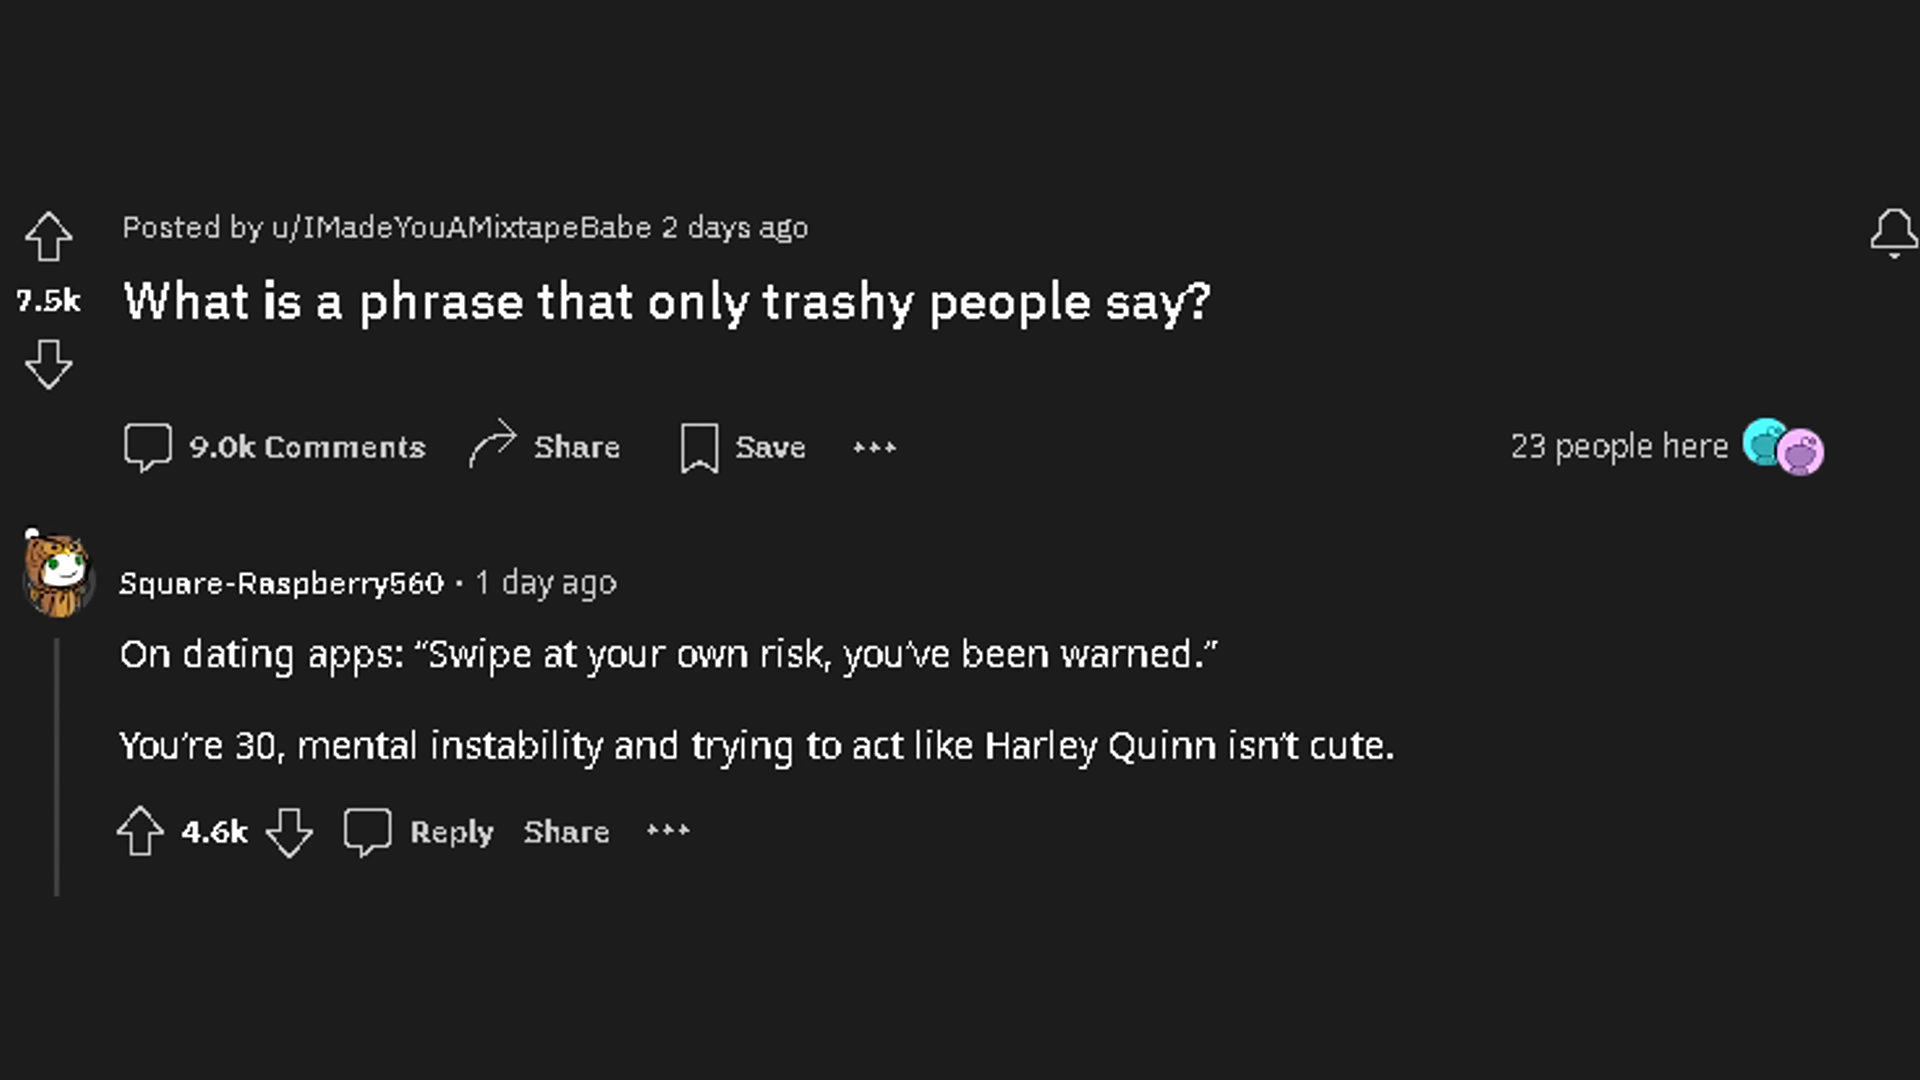 Posted by u/IMadeYouAMixtapeBabe 2 days ago
7.5k
What is a phrase that only trashy people say?
9.0k Comments Share Save
23 people here
Square-Raspberry560 · 1 day ago
On dating apps: “Swipe at your own risk, you’ve been warned.”
You’re 30, mental instability and trying to act like Harley Quinn isn’t cute.
4.6k Reply Share